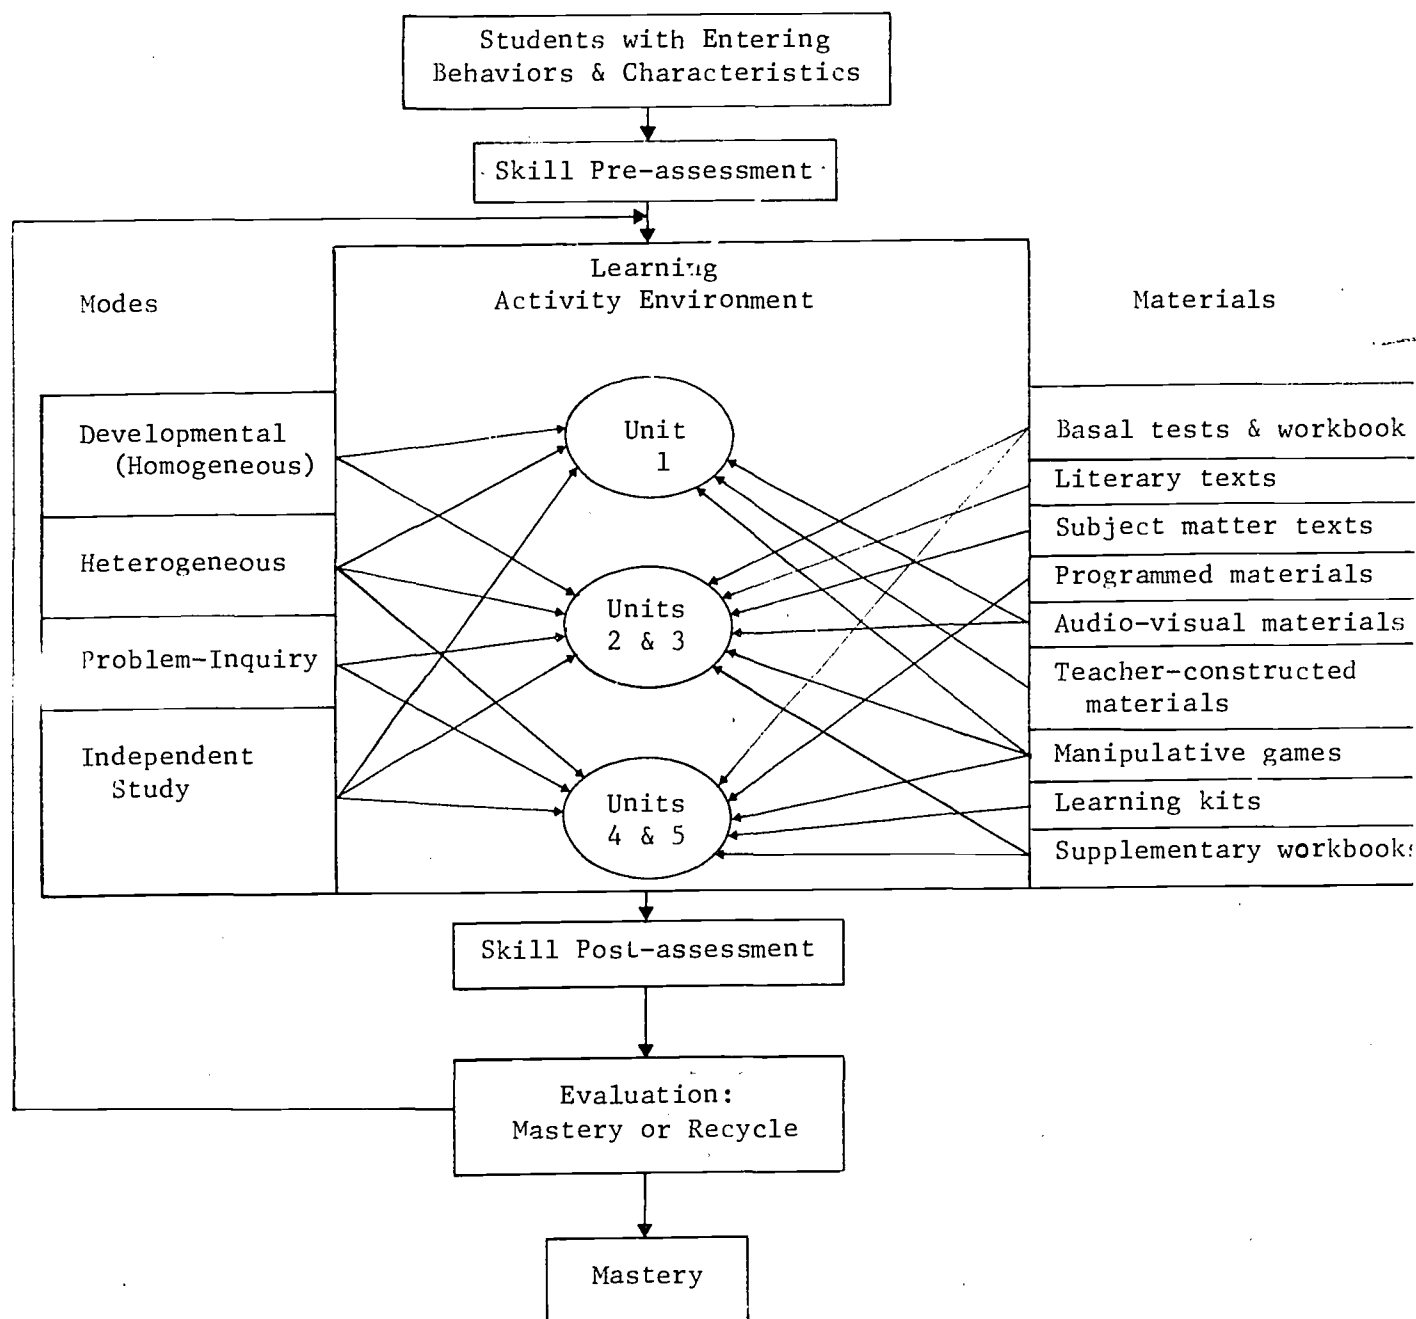 Students with Entering
Behaviors & Characteristics
Skill Pre-assessment
Learning
Activity Environment
Modes
Materials
Developmental
(Homogeneous)
Heterogeneous
Problem-Inquiry
Independent
Study
Unit
1
Units
2 & 3
Units
4 & 5
Basal tests & workbook
Literary texts
Subject matter texts
Programmed materials
Audio-visual materials
Teacher-constructed
materials
Manipulative games
Learning kits
Supplementary workbooks
Skill Post-assessment
Evaluation:
Mastery or Recycle
Mastery